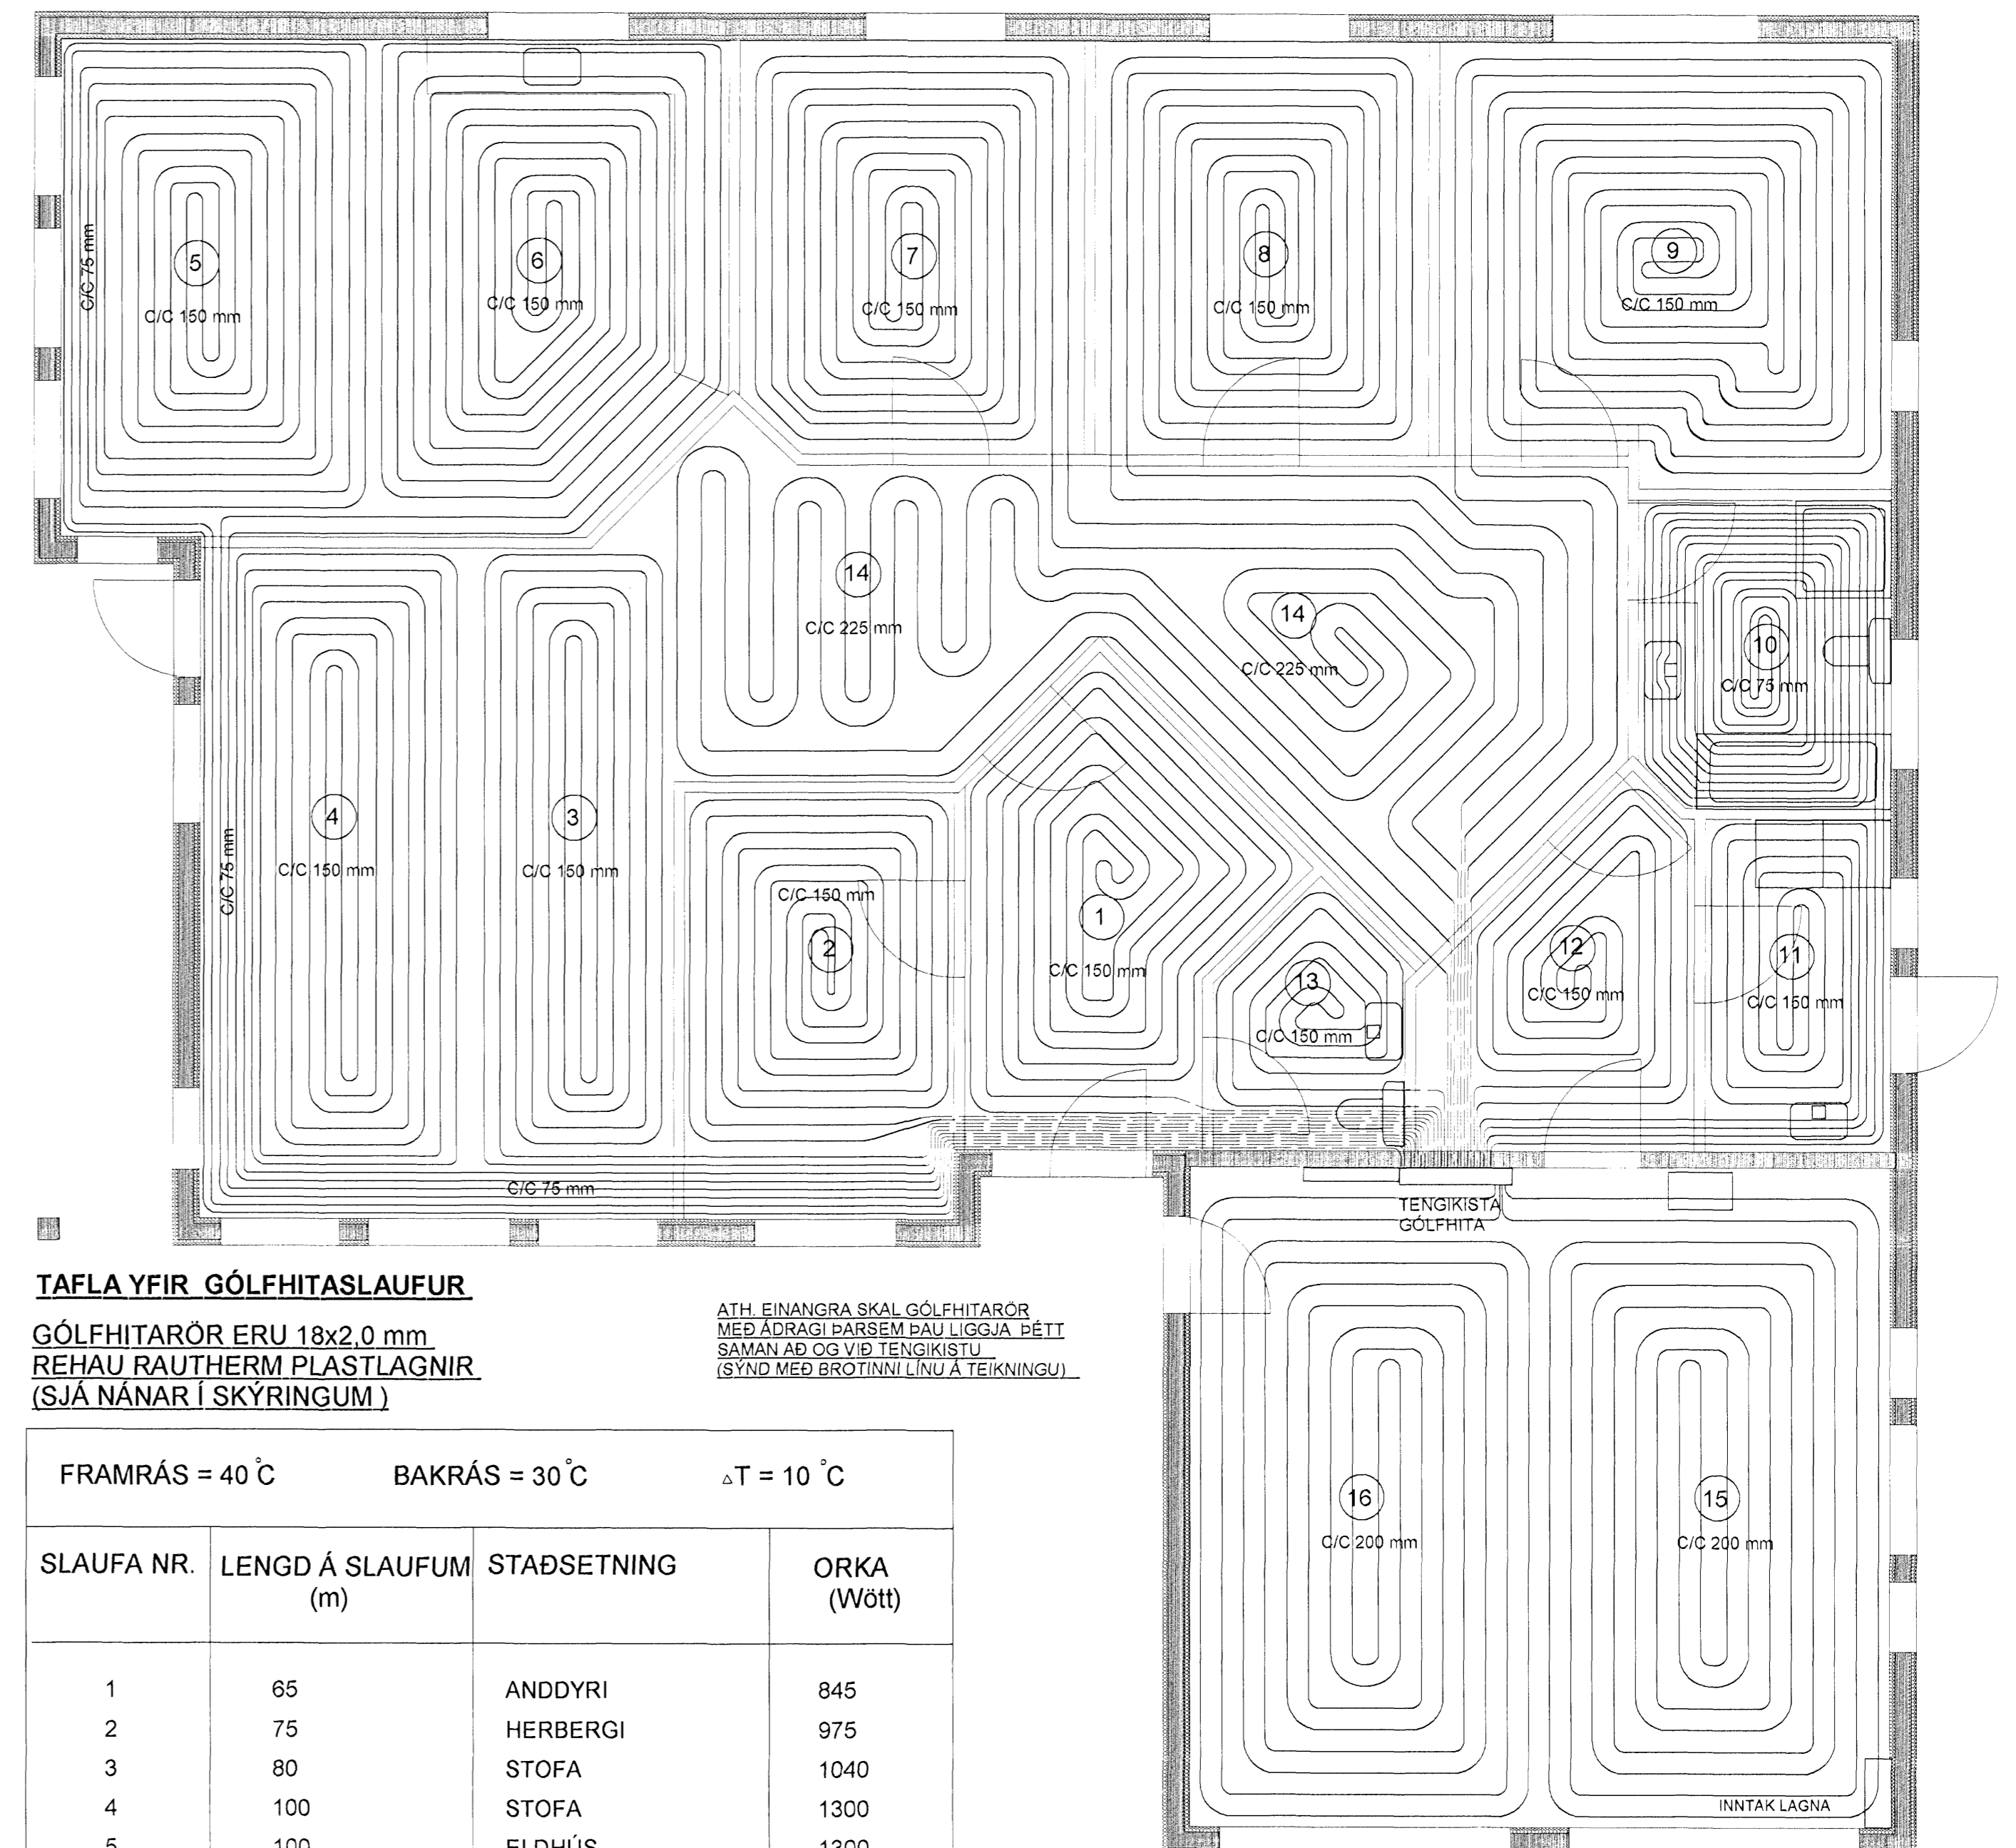 5
C/C 150 mm
C/C 75 mm
6
C/C 150 mm
7
C/C 150 mm
8
C/C 150 mm
9
C/C 150 mm
14
C/C 225 mm
14
C/C 225 mm
10
C/C 75 mm
4
C/C 150 mm
C/C 75 mm
3
C/C 150 mm
C/C 150 mm
2
1
C/C 150 mm
13
C/C 150 mm
12
C/C 150 mm
11
C/C 150 mm
C/C 75 mm
TENGIKISTA
GÓLFHITA
16
C/C 200 mm
15
C/C 200 mm
INNTAK LAGNA
TAFLA YFIR GÓLFHITASLAUFUR
GÓLFHITARÖR ERU 18x2,0 mm
REHAU RAUTHERM PLASTLAGNIR
(SJÁ NÁNAR Í SKÝRINGUM )
ATH. EINANGRA SKAL GÓLFHITARÖR
MEÐ ÁDRAGI ÞARSEM ÞAU LIGGJA ÞÉTT
SAMAN AÐ OG VIÐ TENGIKISTU
(SÝND MEÐ BROTINNI LÍNU Á TEIKNINGU)
FRAMRÁS = 40 °C BAKRÁS = 30 °C △T = 10 °C
SLAUFA NR. LENGD Á SLAUFUM (m) STAÐSETNING ORKA (Wött)
1 65 ANDDYRI 845
2 75 HERBERGI 975
3 80 STOFA 1040
4 100 STOFA 1300
5 100 ELDHÚS 1300